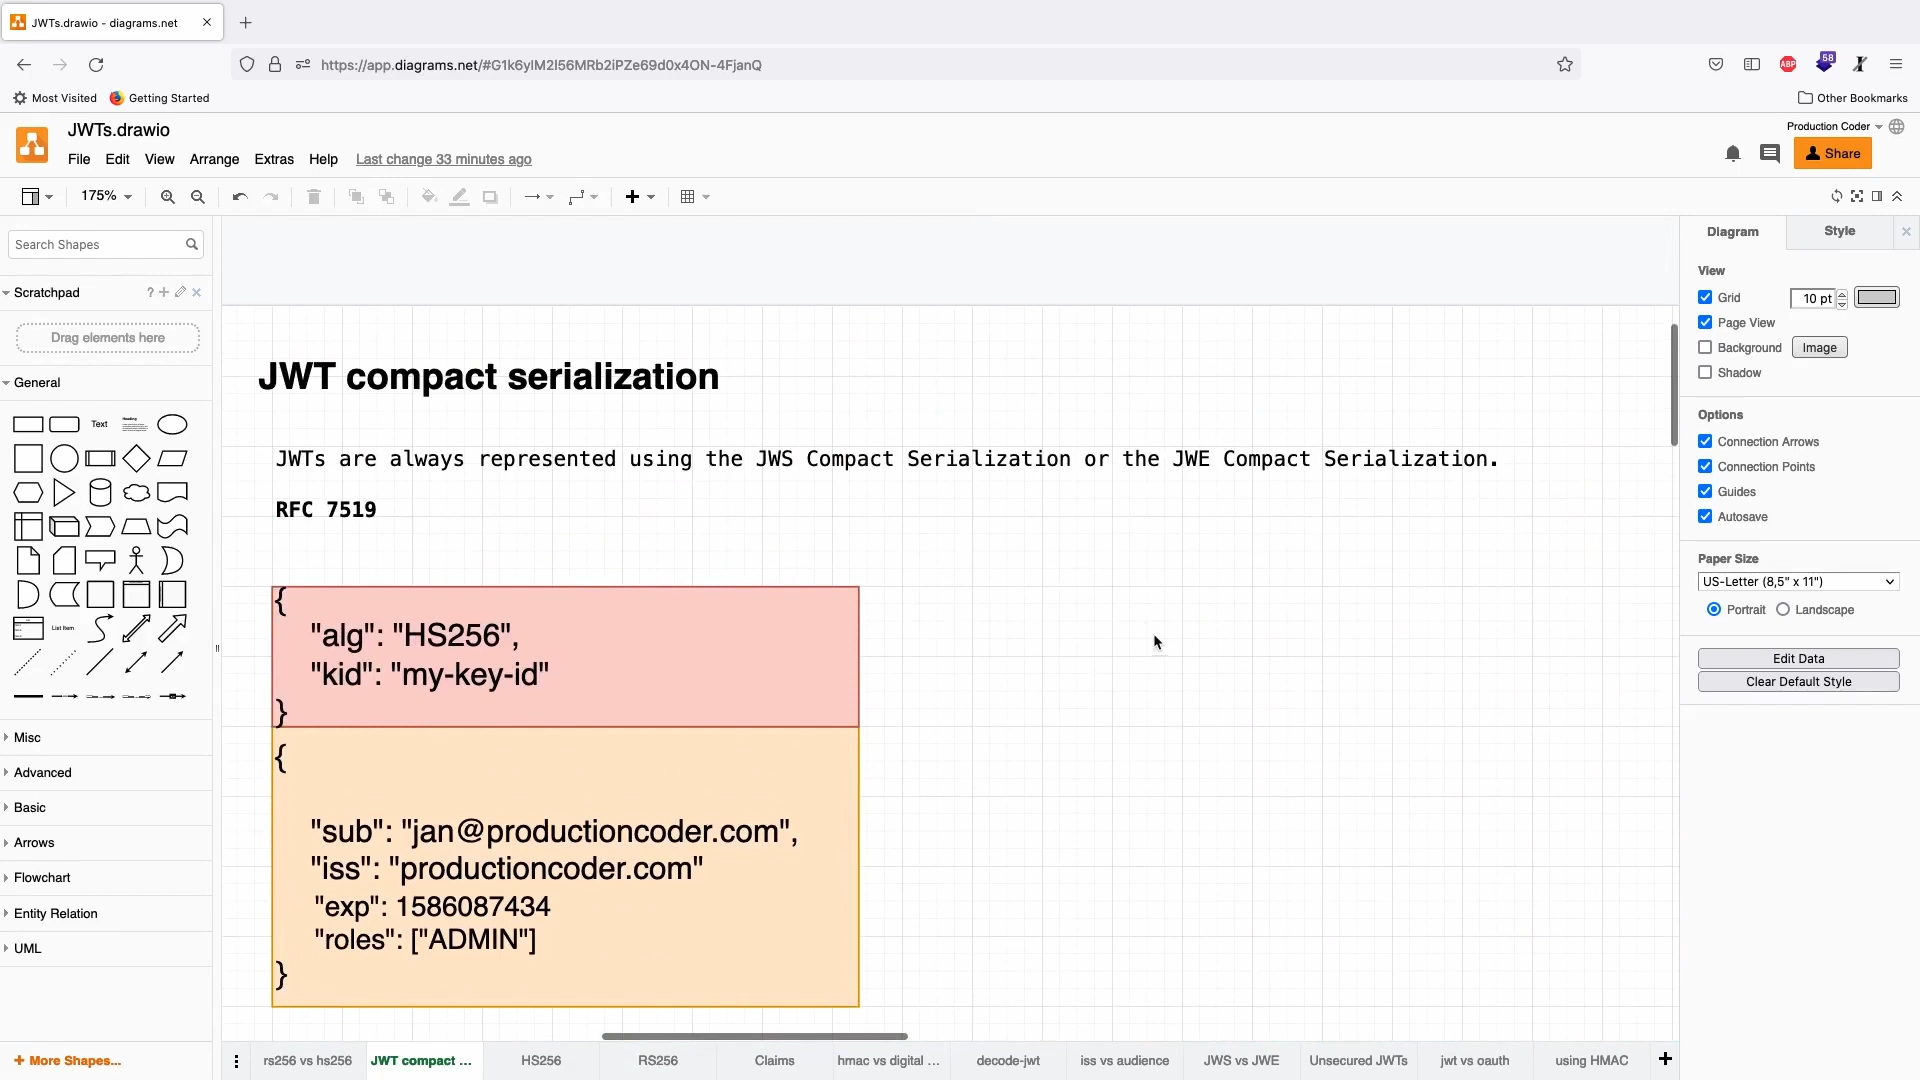 JWTs.drawio - diagrams.net
https://app.diagrams.net/#G1k6ylM2I56MRb2iPZe69d0x4ON-4FjanQ
ABP
58
Most Visited
Getting Started
Other Bookmarks
JWTs.drawio
Production Coder
File Edit View Arrange Extras Help Last change 33 minutes ago
Share
175%
Search Shapes
Diagram
Style
Scratchpad
?
Drag elements here
General
Text
Heading
List Item
Misc
Advanced
Basic
Arrows
Flowchart
Entity Relation
UML
+ More Shapes...
JWT compact serialization
JWTs are always represented using the JWS Compact Serialization or the JWE Compact Serialization.
RFC 7519
{
"alg": "HS256",
"kid": "my-key-id"
}
{
"sub": "jan@productioncoder.com",
"iss": "productioncoder.com"
"exp": 1586087434
"roles": ["ADMIN"]
}
View
Grid
10 pt
Page View
Background
Image
Shadow
Options
Connection Arrows
Connection Points
Guides
Autosave
Paper Size
US-Letter (8,5" x 11")
Portrait
Landscape
Edit Data
Clear Default Style
rs256 vs hs256
JWT compact ...
HS256
RS256
Claims
hmac vs digital ...
decode-jwt
iss vs audience
JWS vs JWE
Unsecured JWTs
jwt vs oauth
using HMAC